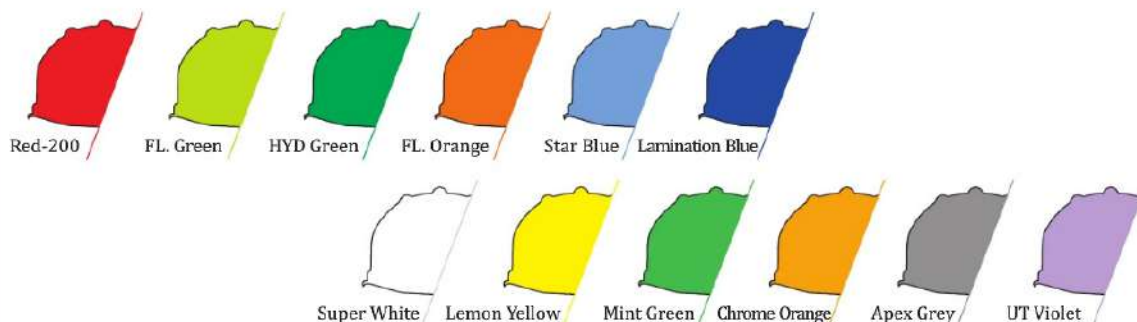 Red-200 FL. Green HYD Green FL. Orange Star Blue Lamination Blue
Super White Lemon Yellow Mint Green Chrome Orange Apex Grey UT Violet